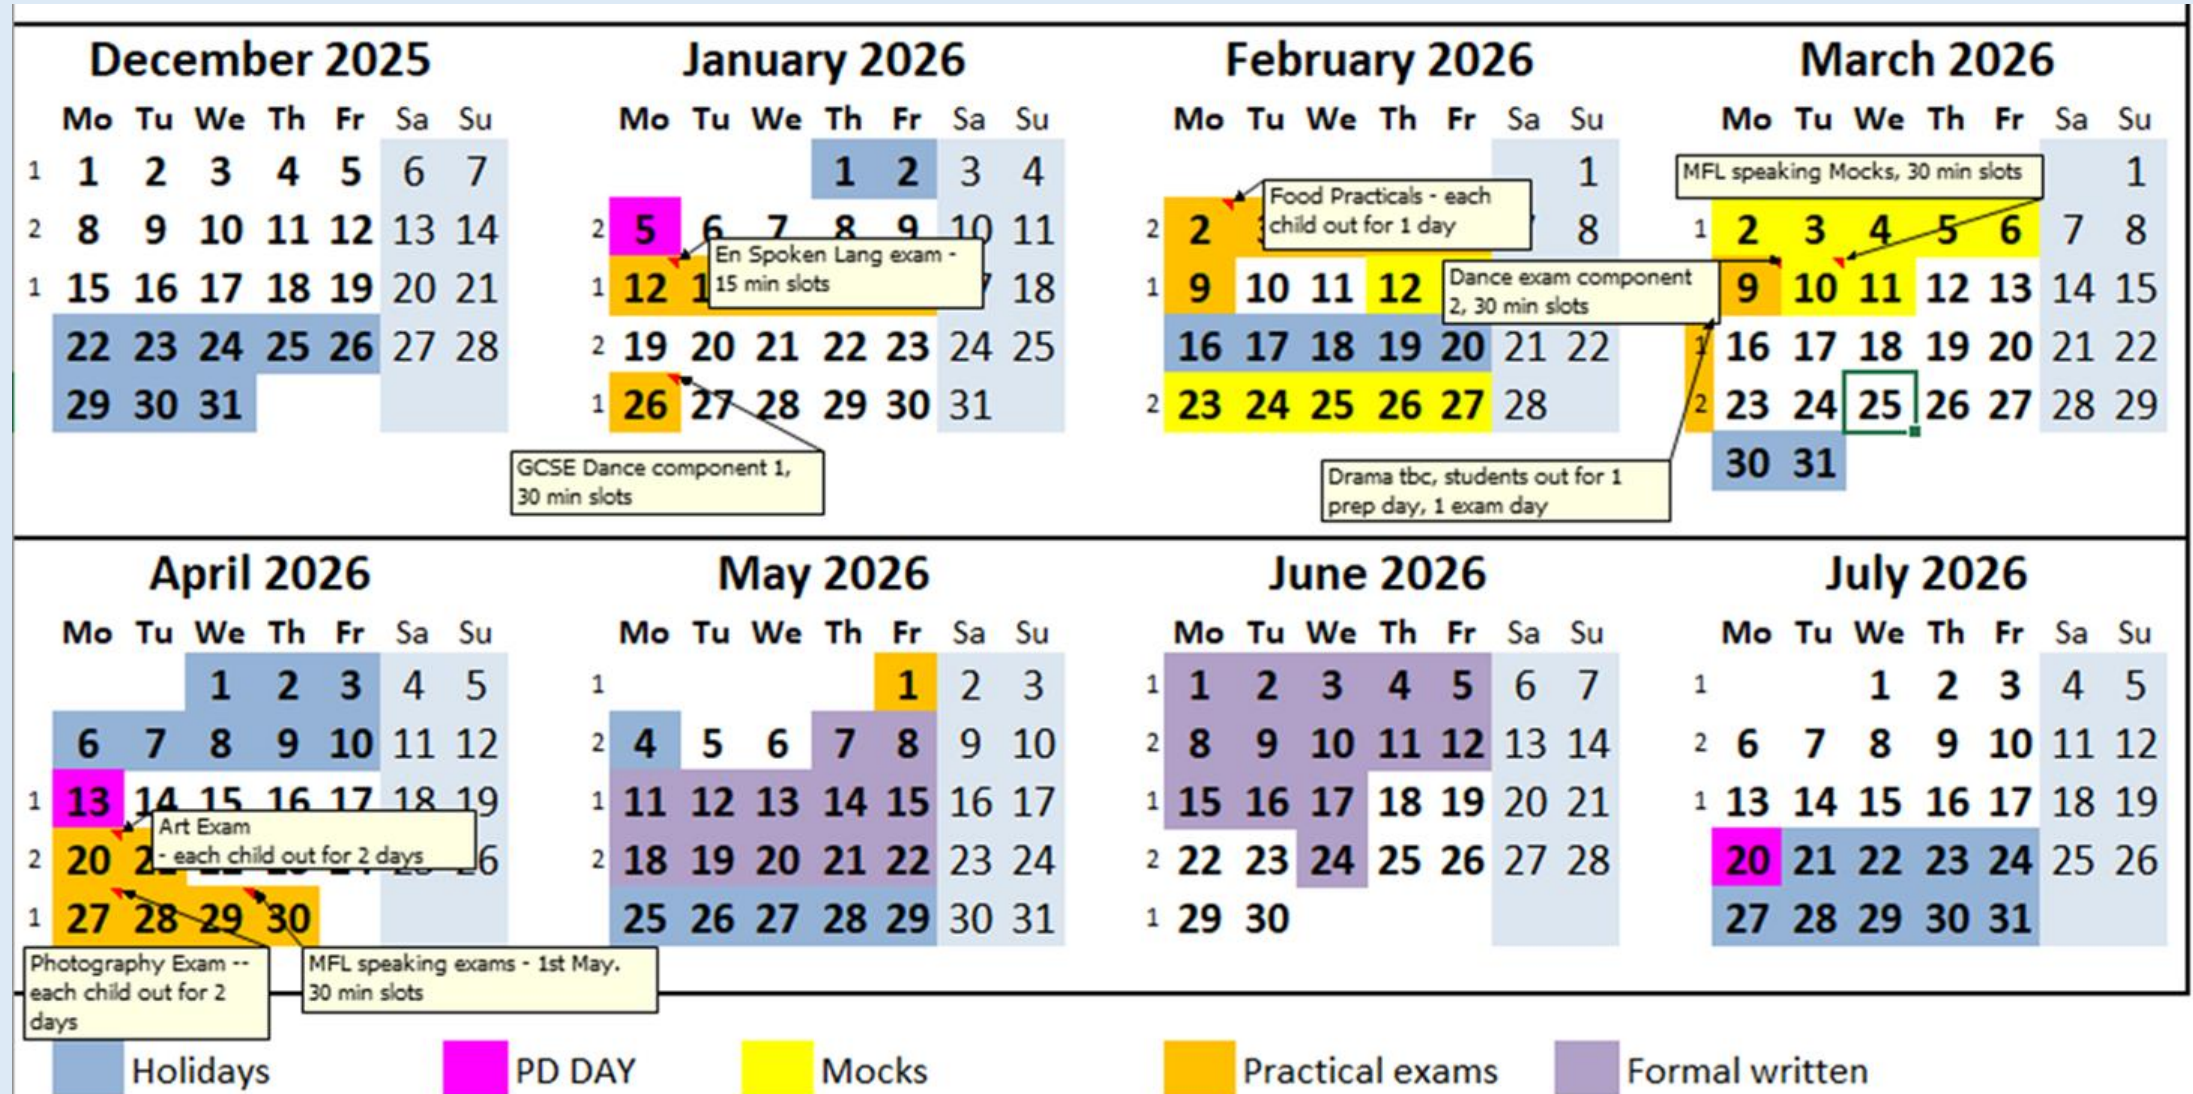 December 2025
Mo Tu We Th Fr Sa Su
1 1 2 3 4 5 6 7
2 8 9 10 11 12 13 14
1 15 16 17 18 19 20 21
22 23 24 25 26 27 28
29 30 31
January 2026
Mo Tu We Th Fr Sa Su
1 2 3 4
2 5 6 7 8 9 10 11
En Spoken Lang exam -
15 min slots
1 12 18
2 19 20 21 22 23 24 25
1 26 27 28 29 30 31
GCSE Dance component 1,
30 min slots
February 2026
Mo Tu We Th Fr Sa Su
1
Food Practicals - each
child out for 1 day
2 2 8
1 9 10 11 12
16 17 18 19 20 21 22
2 23 24 25 26 27 28
March 2026
Mo Tu We Th Fr Sa Su
MFL speaking Mocks, 30 min slots
1
1 2 3 4 5 6 7 8
Dance exam component
2, 30 min slots
9 10 11 12 13 14 15
1 16 17 18 19 20 21 22
2 23 24 25 26 27 28 29
30 31
Drama tbc, students out for 1
prep day, 1 exam day
April 2026
Mo Tu We Th Fr Sa Su
1 2 3 4 5
6 7 8 9 10 11 12
1 13 14 15 16 17 18 19
Art Exam
- each child out for 2 days
2 20
1 27 28 29 30
Photography Exam --
each child out for 2
days
MFL speaking exams - 1st May.
30 min slots
May 2026
Mo Tu We Th Fr Sa Su
1 1 2 3
2 4 5 6 7 8 9 10
1 11 12 13 14 15 16 17
2 18 19 20 21 22 23 24
25 26 27 28 29 30 31
June 2026
Mo Tu We Th Fr Sa Su
1 1 2 3 4 5 6 7
2 8 9 10 11 12 13 14
1 15 16 17 18 19 20 21
2 22 23 24 25 26 27 28
1 29 30
July 2026
Mo Tu We Th Fr Sa Su
1 1 2 3 4 5
2 6 7 8 9 10 11 12
1 13 14 15 16 17 18 19
20 21 22 23 24 25 26
27 28 29 30 31
Holidays PD DAY Mocks Practical exams Formal written